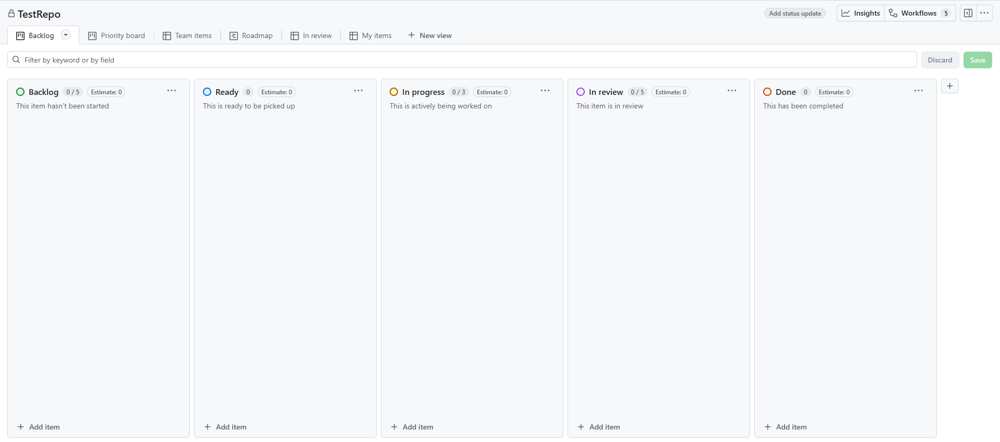 TestRepo
Add status update
Insights
Workflows 5
Backlog
Priority board
Team items
Roadmap
In review
My items
New view
Filter by keyword or by field
Discard
Save
Backlog 0 / 5 Estimate: 0
This item hasn't been started
Add item
Ready 0 Estimate: 0
This is ready to be picked up
Add item
In progress 0 / 3 Estimate: 0
This is actively being worked on
Add item
In review 0 / 5 Estimate: 0
This item is in review
Add item
Done 0 Estimate: 0
This has been completed
Add item